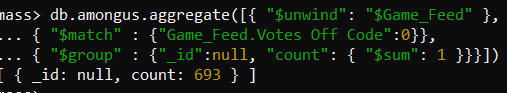 mass> db.amongus.aggregate([{ "$unwind": "$Game_Feed" },
... { "$match" : {"Game_Feed.Votes Off Code":0}},
... { "$group" : {"_id":null, "count": { "$sum": 1 }}}])
[ { _id: null, count: 693 } ]